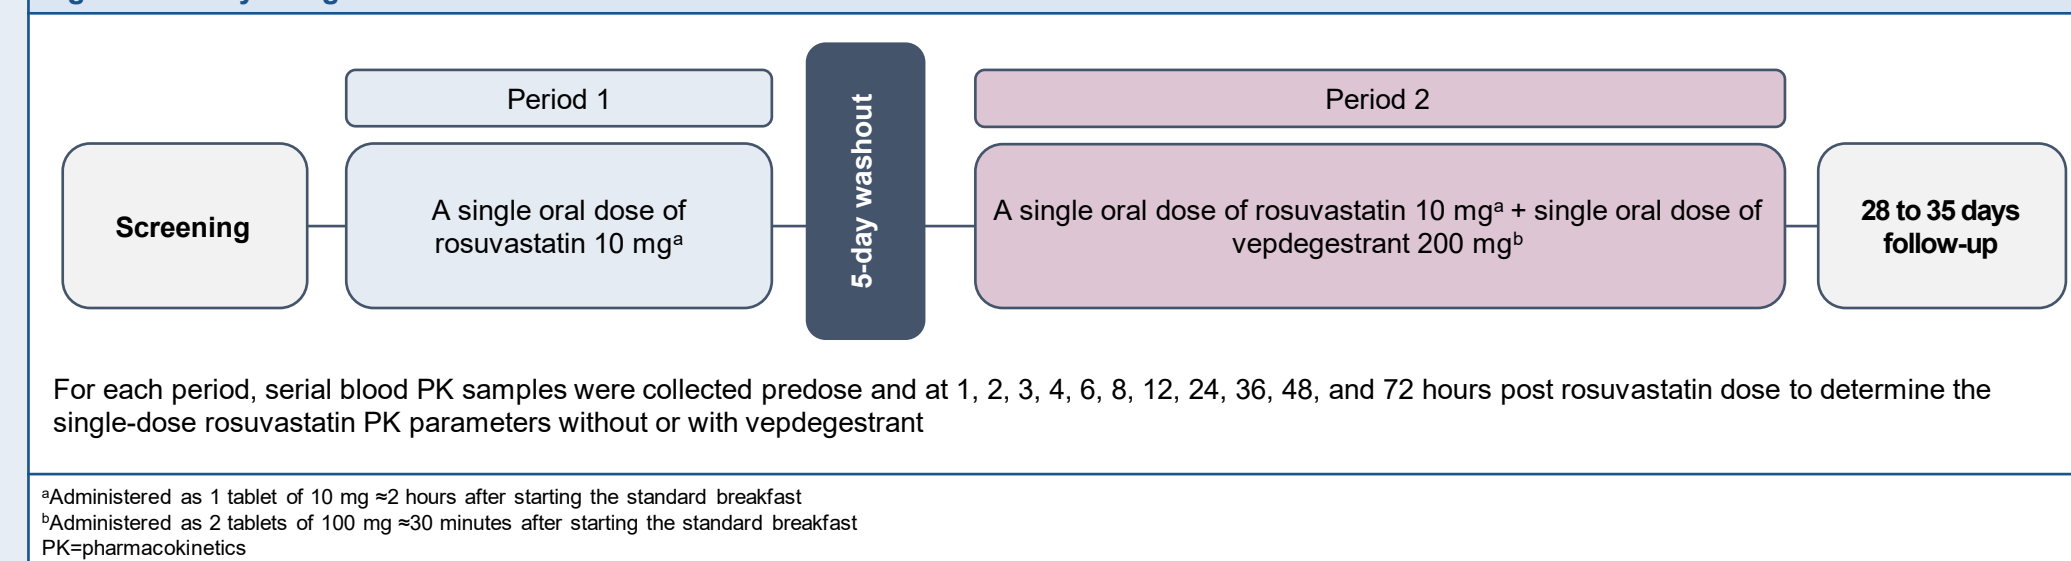 Period 1
Period 2
Screening
A single oral dose of
rosuvastatin 10 mgᵃ
5-day washout
A single oral dose of rosuvastatin 10 mgᵃ + single oral dose of
vepdegestrant 200 mgᵇ
28 to 35 days
follow-up
For each period, serial blood PK samples were collected predose and at 1, 2, 3, 4, 6, 8, 12, 24, 36, 48, and 72 hours post rosuvastatin dose to determine the
single-dose rosuvastatin PK parameters without or with vepdegestrant
ᵃAdministered as 1 tablet of 10 mg ≈2 hours after starting the standard breakfast
ᵇAdministered as 2 tablets of 100 mg ≈30 minutes after starting the standard breakfast
PK=pharmacokinetics